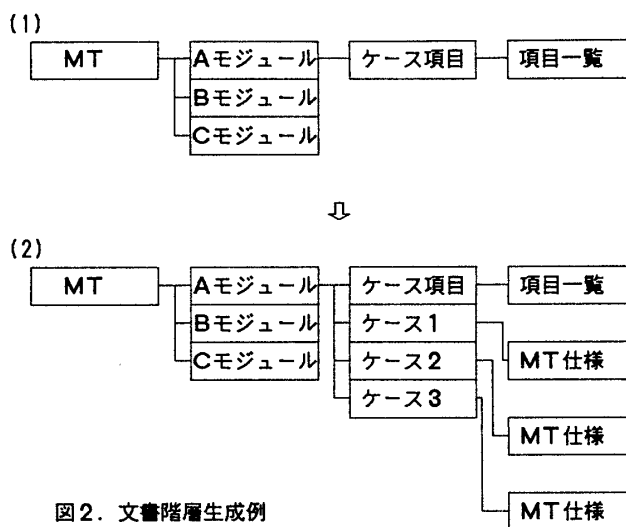 (1)
MT Aモジュール ケース項目 項目一覧
Bモジュール
Cモジュール
⇩
(2)
MT Aモジュール ケース項目 項目一覧
Bモジュール ケース1
Cモジュール ケース2 MT仕様
ケース3
MT仕様
MT仕様
図2. 文書階層生成例